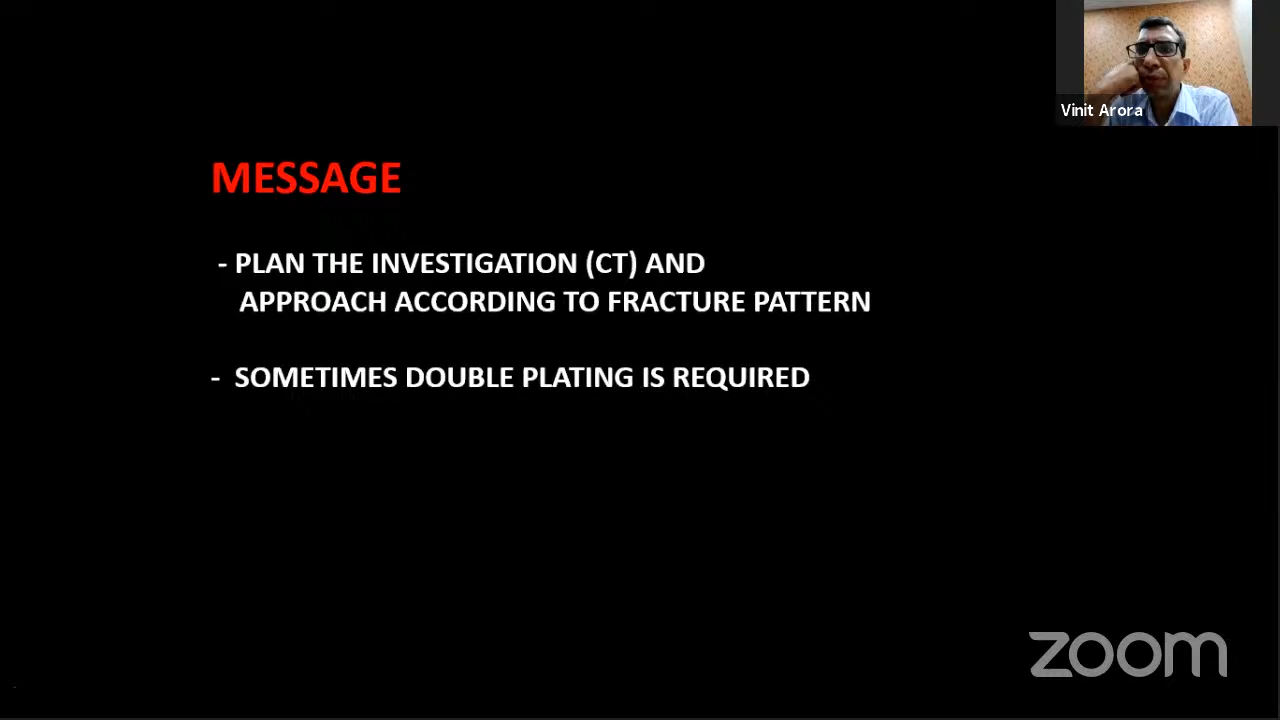 Vinit Arora
MESSAGE
- PLAN THE INVESTIGATION (CT) AND
APPROACH ACCORDING TO FRACTURE PATTERN
- SOMETIMES DOUBLE PLATING IS REQUIRED
zoom